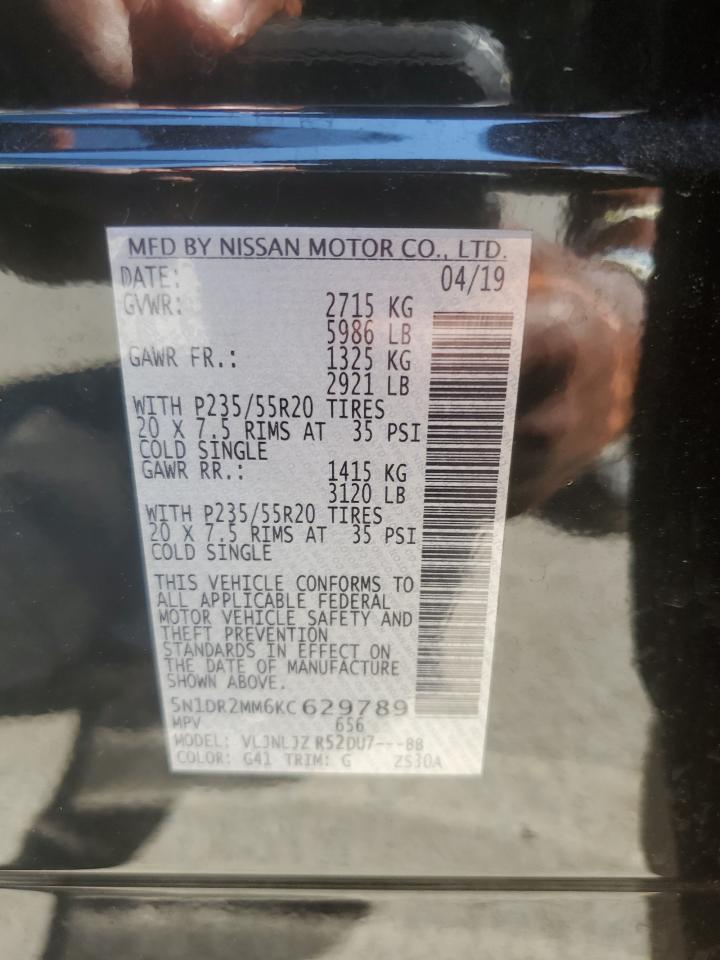 MFD BY NISSAN MOTOR CO., LTD.
DATE: 04/19
GVWR: 2715 KG
5986 LB
GAWR FR.: 1325 KG
2921 LB
WITH P235/55R20 TIRES
20 X 7.5 RIMS AT 35 PSI
COLD SINGLE
GAWR RR.: 1415 KG
3120 LB
WITH P235/55R20 TIRES
20 X 7.5 RIMS AT 35 PSI
COLD SINGLE
THIS VEHICLE CONFORMS TO
ALL APPLICABLE FEDERAL
MOTOR VEHICLE SAFETY AND
THEFT PREVENTION
STANDARDS IN EFFECT ON
THE DATE OF MANUFACTURE
SHOWN ABOVE.
5N1DR2MM6KC629789
MPV 656
MODEL: VLJNLJZ R52DU7---BB
COLOR: G41 TRIM: G ZS30A